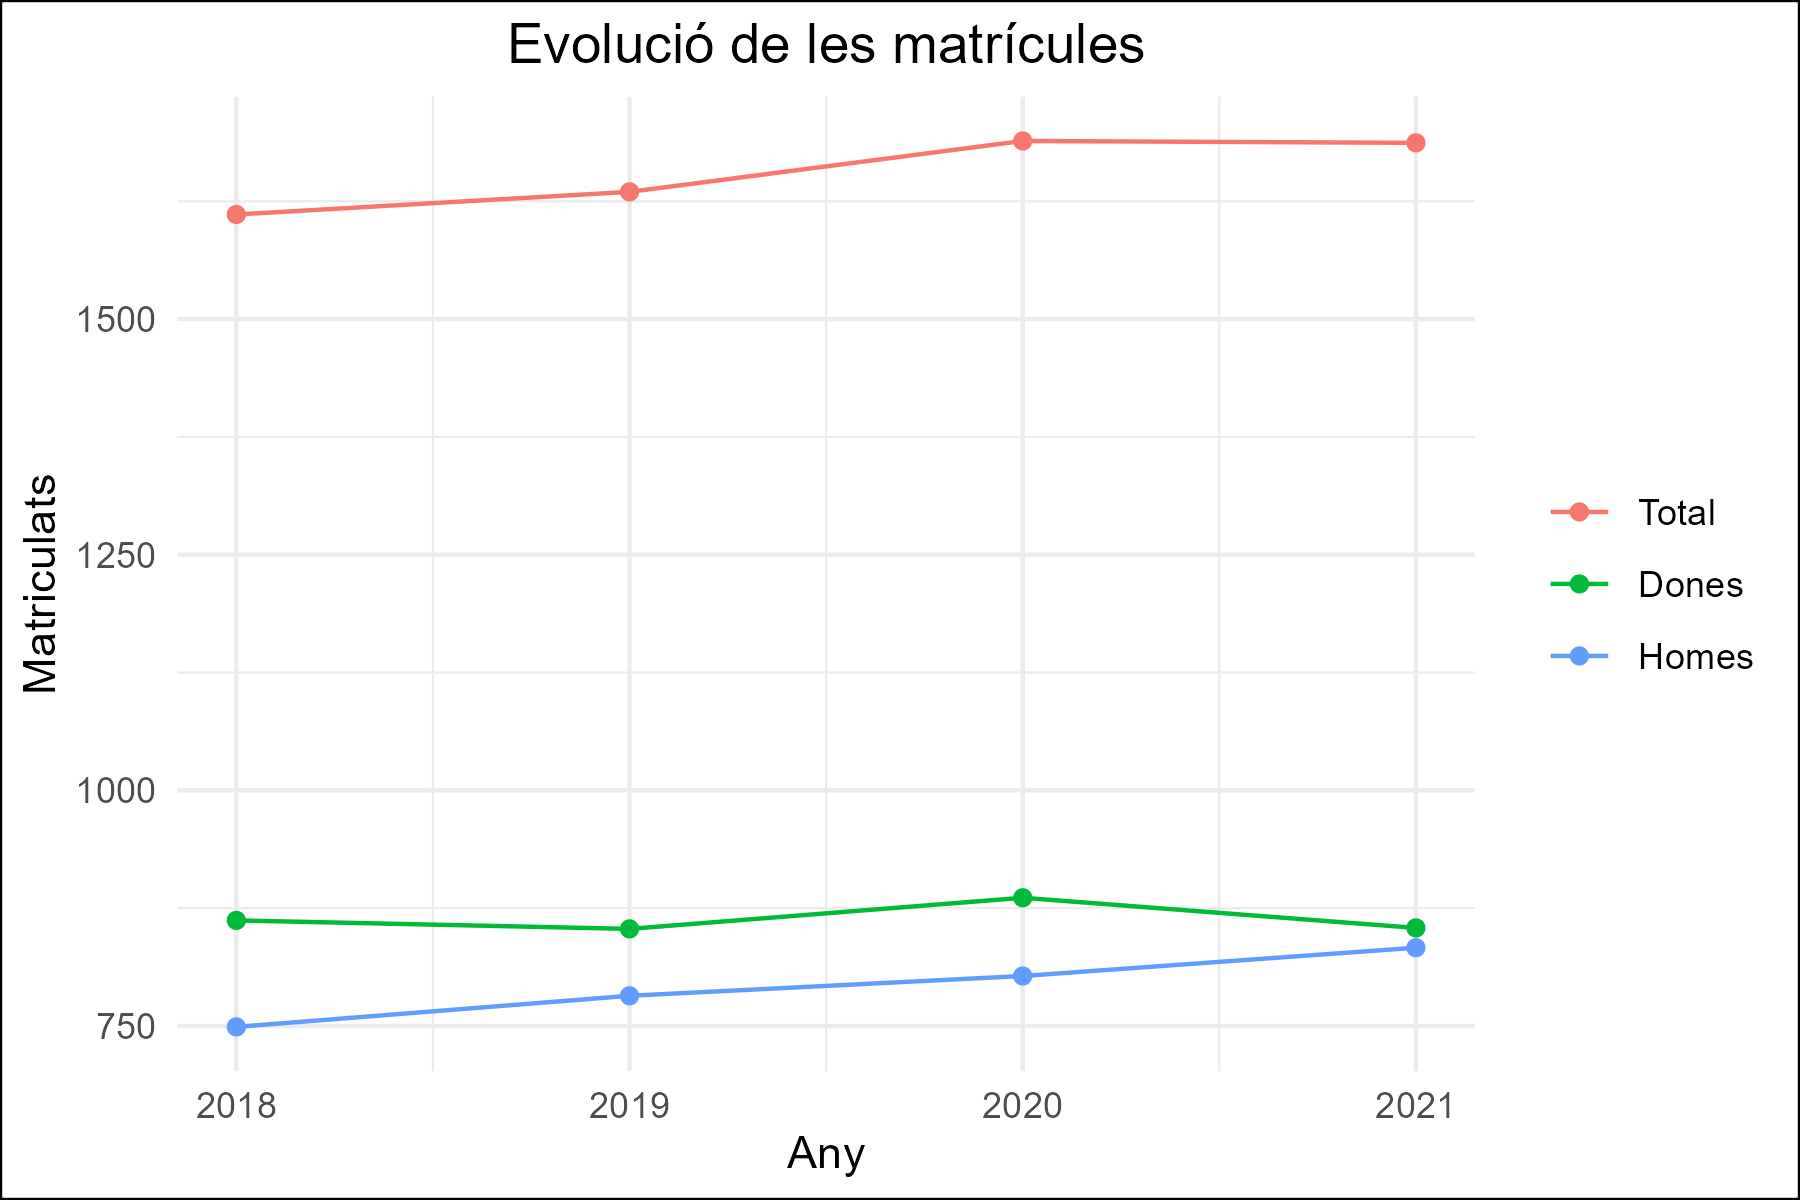 Evolució de les matrícules
Matriculats
1500
1250
1000
750
2018
2019
2020
2021
Any
Total
Dones
Homes